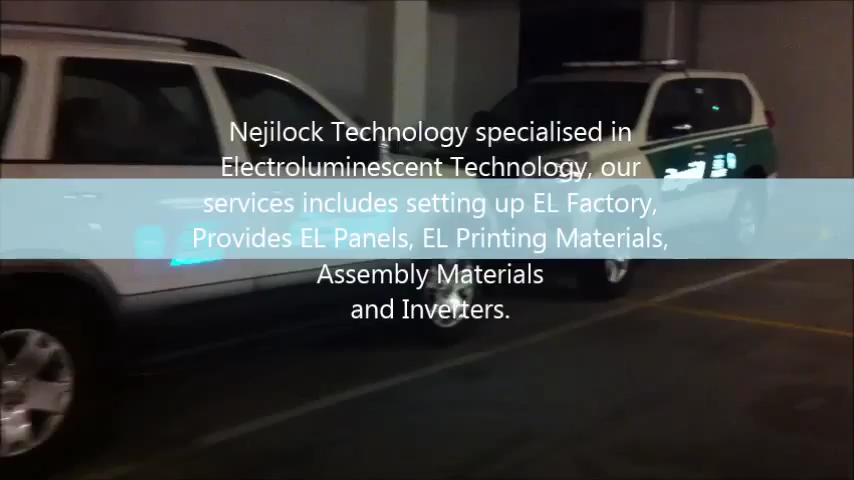 Nejilock Technology specialised in
Electroluminescent Technology, our
services includes setting up EL Factory,
Provides EL Panels, EL Printing Materials,
Assembly Materials
and Inverters.